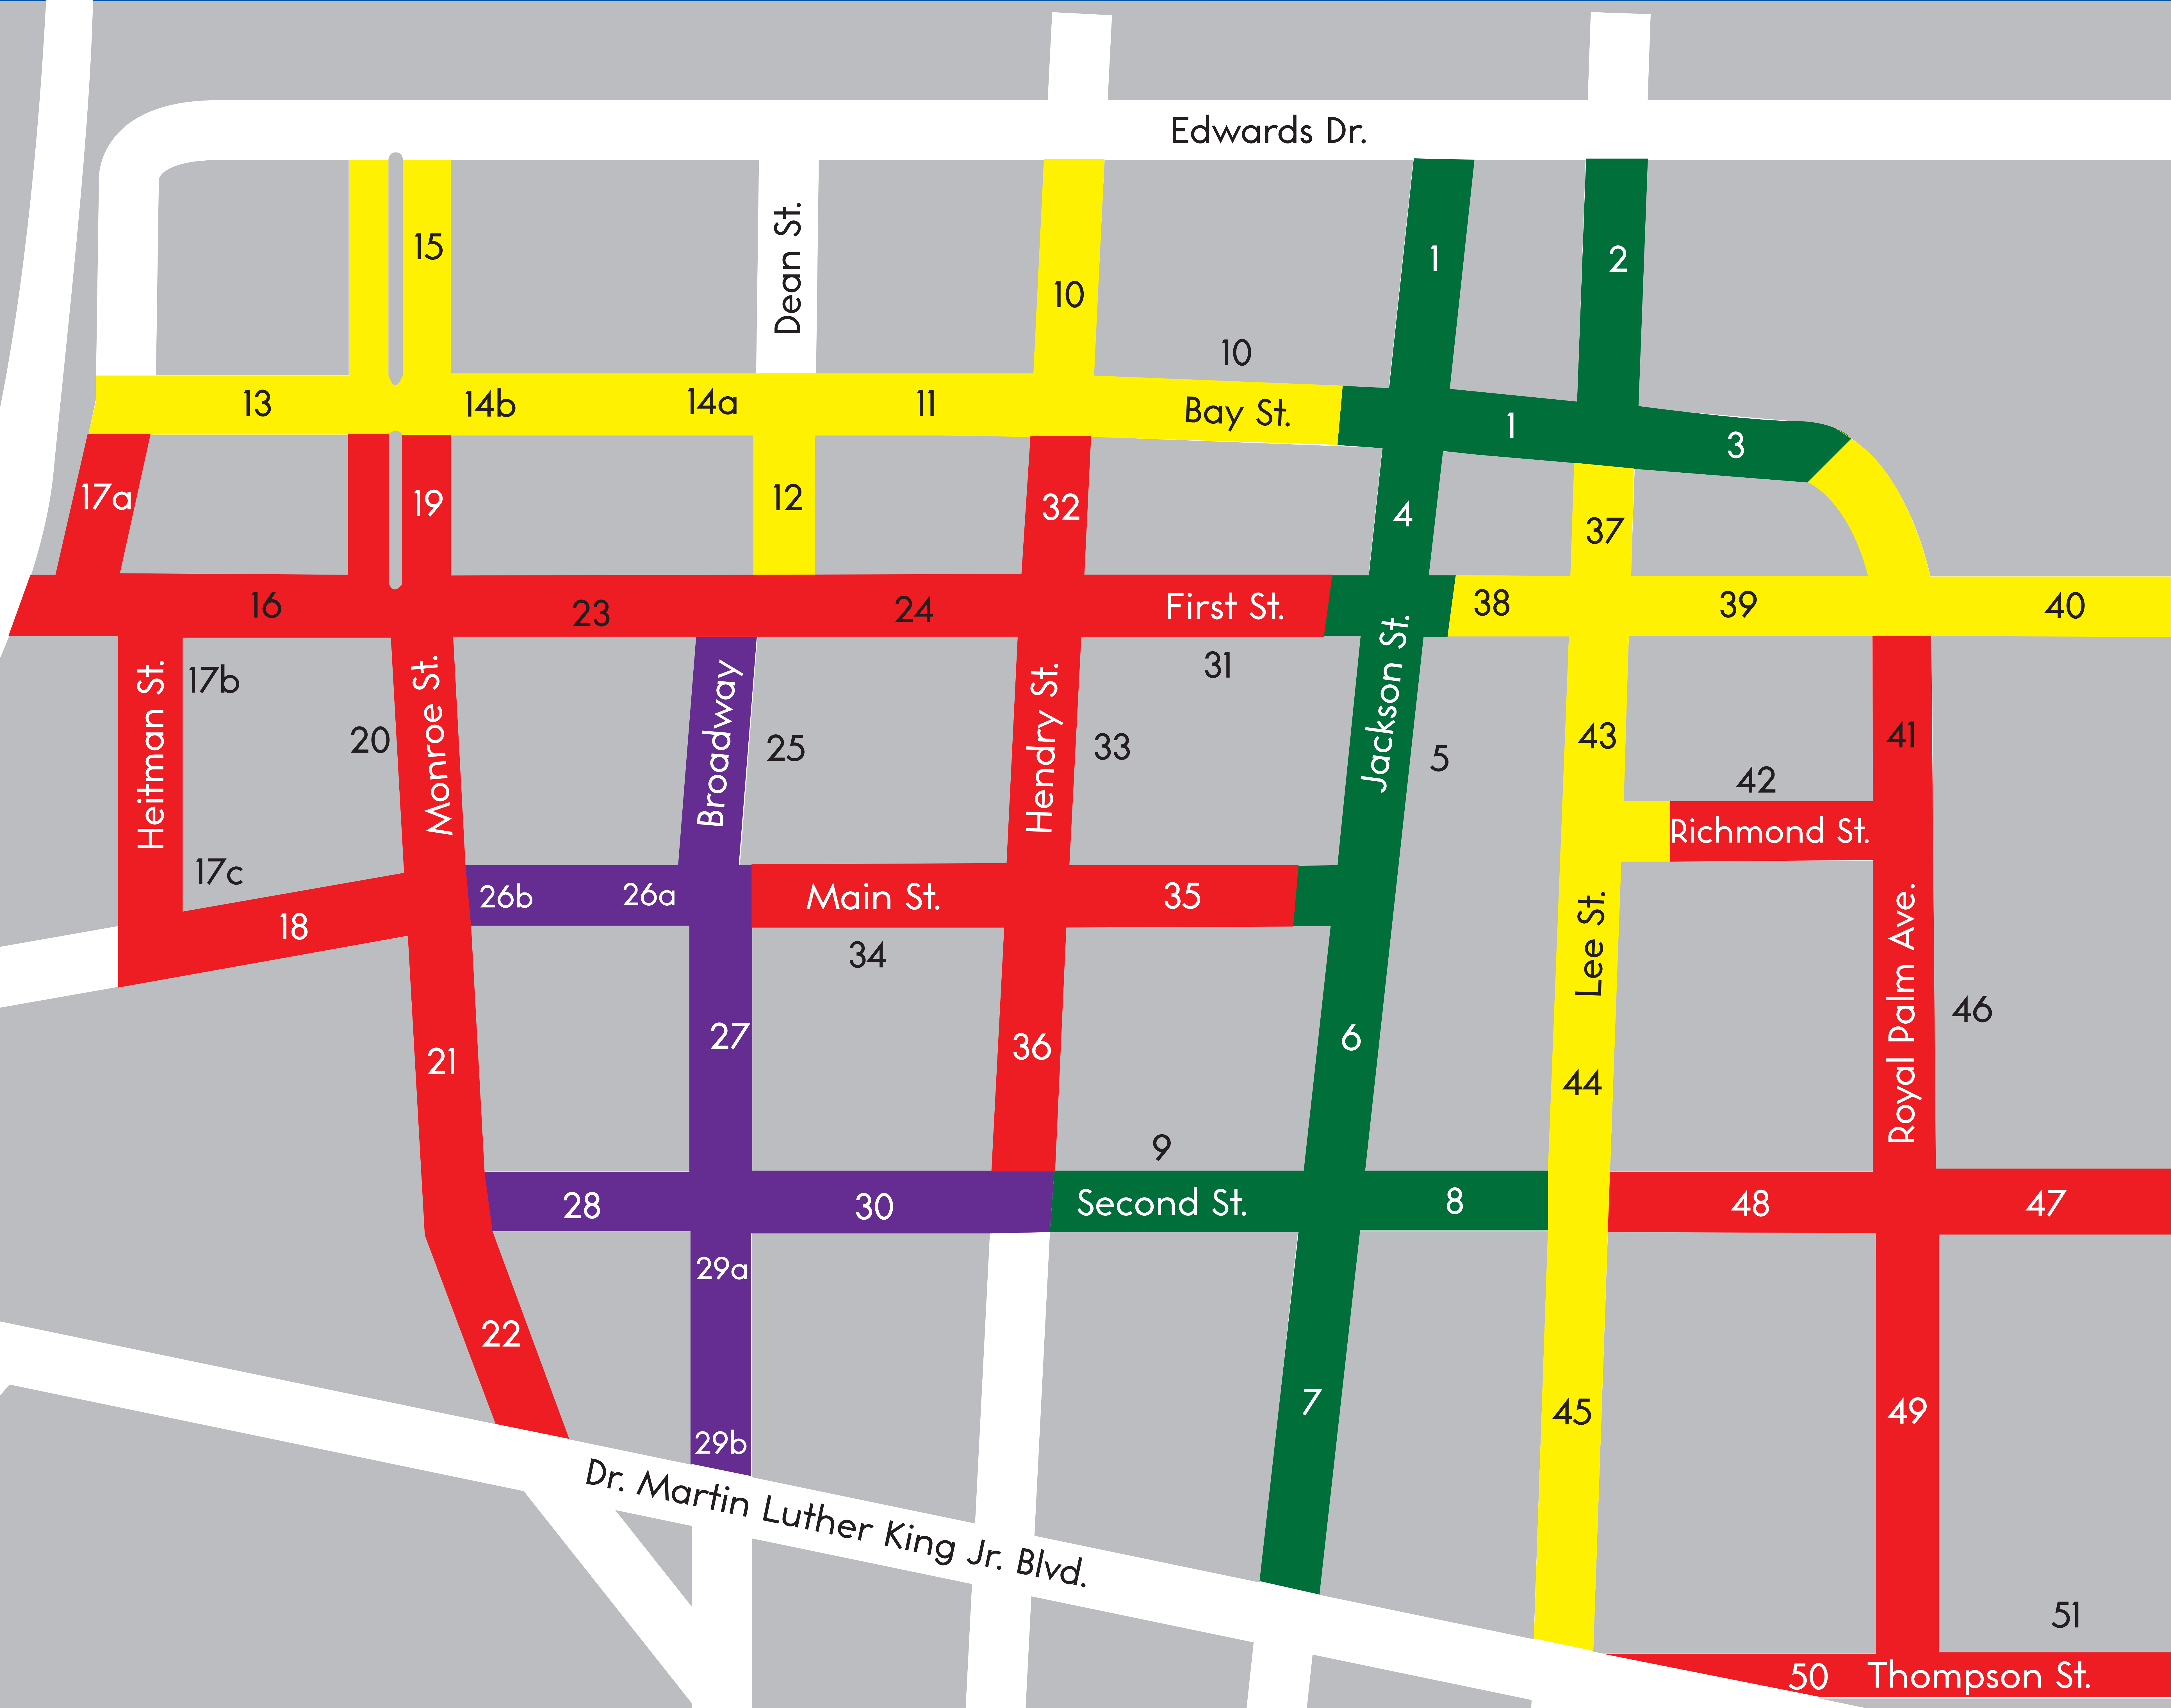 Edwards Dr.
15
Dean St.
10
1
2
10
13
14b
14a
11
Bay St.
1
3
17a
19
12
32
4
37
16
23
24
First St.
38
39
40
31
17b
Heitman St.
20
Monroe St.
Broadway
25
Hendry St.
33
Jackson St.
5
43
41
42
Richmond St.
17c
18
26b
26a
Main St.
35
34
Lee St.
Royal Palm Ave.
46
21
27
36
6
44
9
28
30
Second St.
8
48
47
29a
22
29b
7
45
49
Dr. Martin Luther King Jr. Blvd.
51
50
Thompson St.